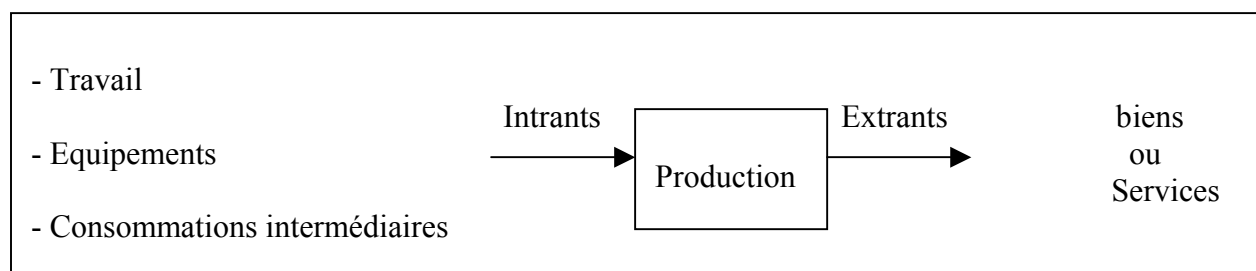 - Travail
- Equipements
- Consommations intermédiaires
Intrants
Production
Extrants
biens
ou
Services